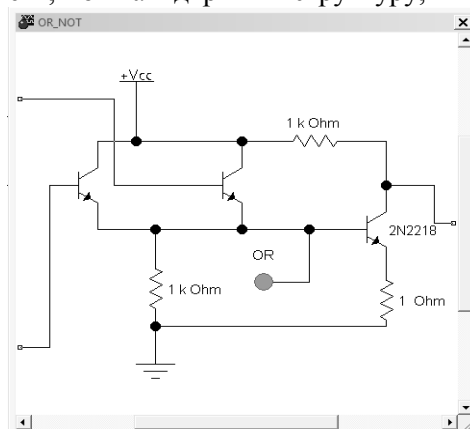 OR_NOT
+Vcc
1 k Ohm
2N2218
OR
1 k Ohm
1 Ohm